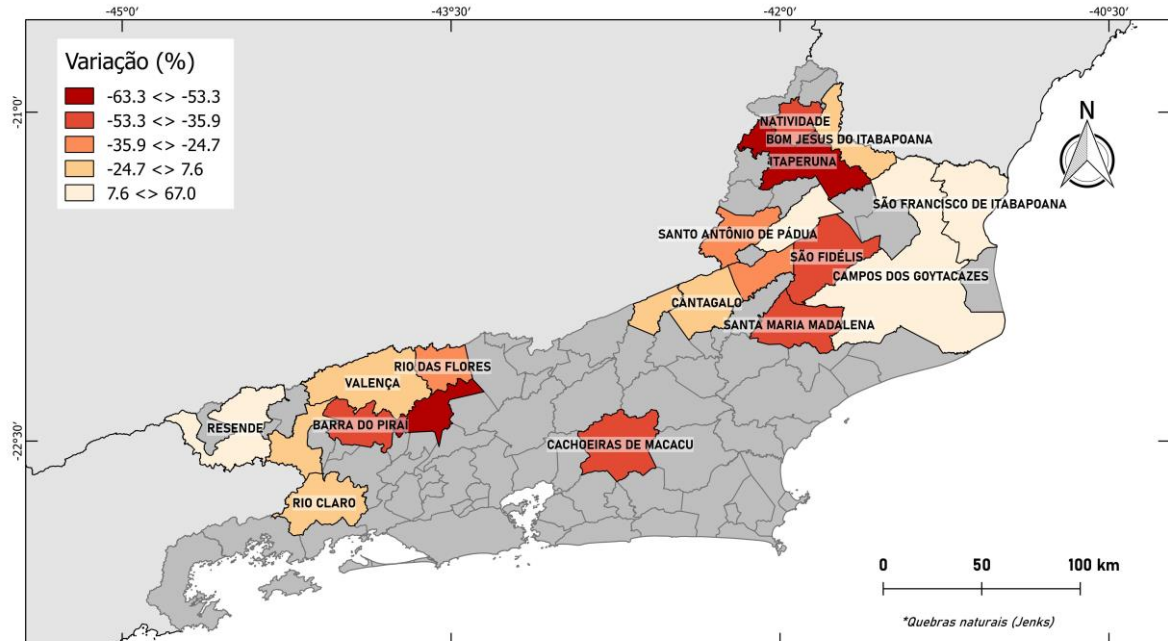 -45°0'
-43°30'
-42°0'
-40°30'
Variação (%)
-63.3 <> -53.3
-53.3 <> -35.9
-35.9 <> -24.7
-24.7 <> 7.6
7.6 <> 67.0
-21°0'
N
NATIVIDADE
BOM JESUS DO ITABAPOANA
ITAPERUNA
SÃO FRANCISCO DE ITABAPOANA
SANTO ANTÔNIO DE PÁDUA
SÃO FIDÉLIS
CAMPOS DOS GOYTACAZES
CANTAGALO
SANTA MARIA MADALENA
RIO DAS FLORES
VALENÇA
RESENDE
BARRA DO PIRAÍ
CACHOEIRAS DE MACACU
-22°30'
RIO CLARO
0 50 100 km
*Quebras naturais (Jenks)